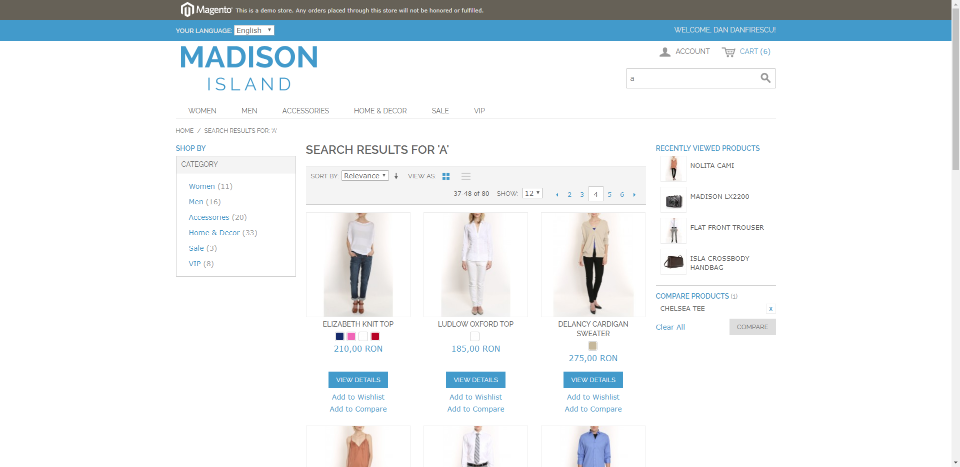 Magento This is a demo store. Any orders placed through this store will not be honored or fulfilled.
YOUR LANGUAGE: English
WELCOME, DAN DANFIRESCU!
MADISON
ISLAND
ACCOUNT CART (6)
a
WOMEN MEN ACCESSORIES HOME & DECOR SALE VIP
HOME / SEARCH RESULTS FOR: 'A'
SHOP BY
CATEGORY
Women (11)
Men (16)
Accessories (20)
Home & Decor (33)
Sale (3)
VIP (8)
SEARCH RESULTS FOR 'A'
SORT BY Relevance VIEW AS
37-48 of 80 SHOW: 12 2 3 4 5 6
ELIZABETH KNIT TOP
210,00 RON
VIEW DETAILS
Add to Wishlist
Add to Compare
LUDLOW OXFORD TOP
185,00 RON
VIEW DETAILS
Add to Wishlist
Add to Compare
DELANCY CARDIGAN
SWEATER
275,00 RON
VIEW DETAILS
Add to Wishlist
Add to Compare
RECENTLY VIEWED PRODUCTS
NOLITA CAMI
MADISON LX2200
FLAT FRONT TROUSER
ISLA CROSSBODY
HANDBAG
COMPARE PRODUCTS (1)
CHELSEA TEE x
Clear All COMPARE